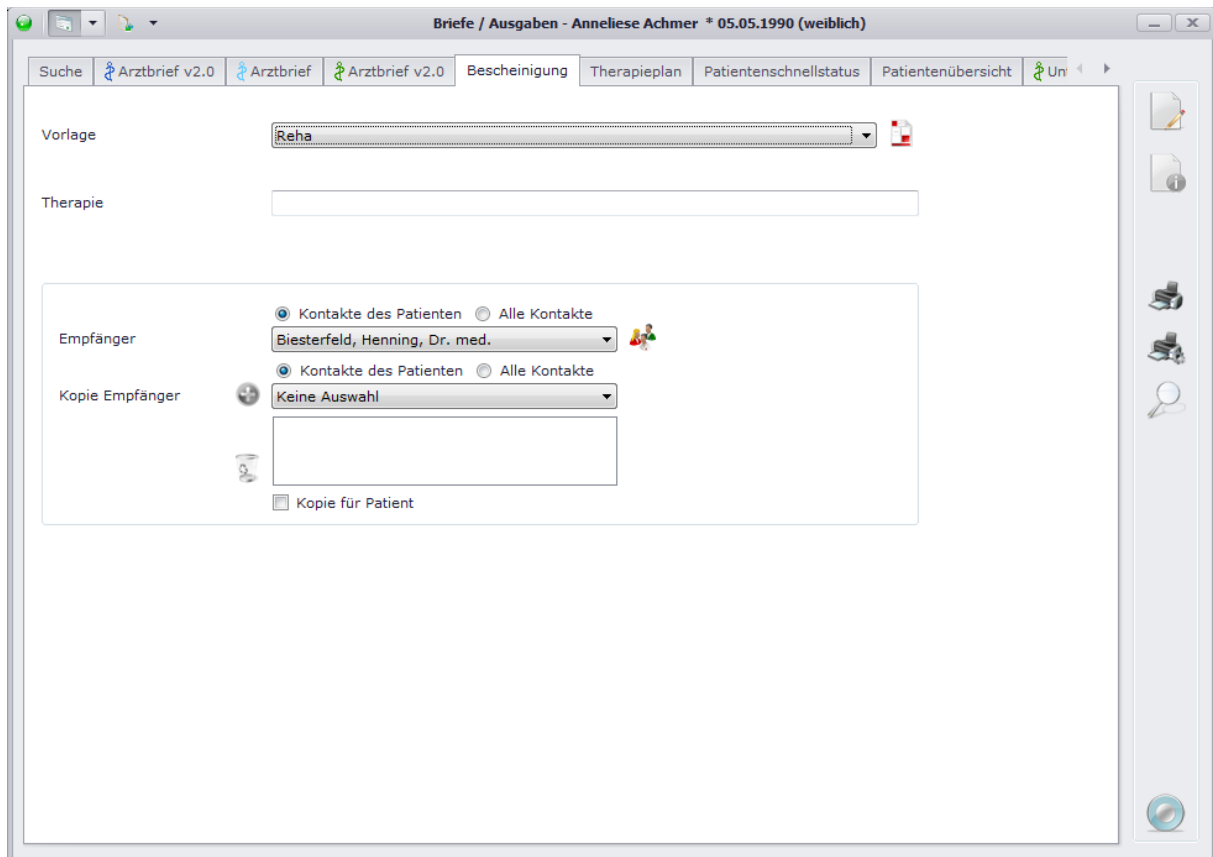 Briefe / Ausgaben - Anneliese Achmer * 05.05.1990 (weiblich)
Suche Arztbrief v2.0 Arztbrief Arztbrief v2.0 Bescheinigung Therapieplan Patientenschnellstatus Patientenübersicht
Vorlage Reha
Therapie
Kontakte des Patienten Alle Kontakte
Empfänger Biesterfeld, Henning, Dr. med.
Kontakte des Patienten Alle Kontakte
Kopie Empfänger Keine Auswahl
Kopie für Patient